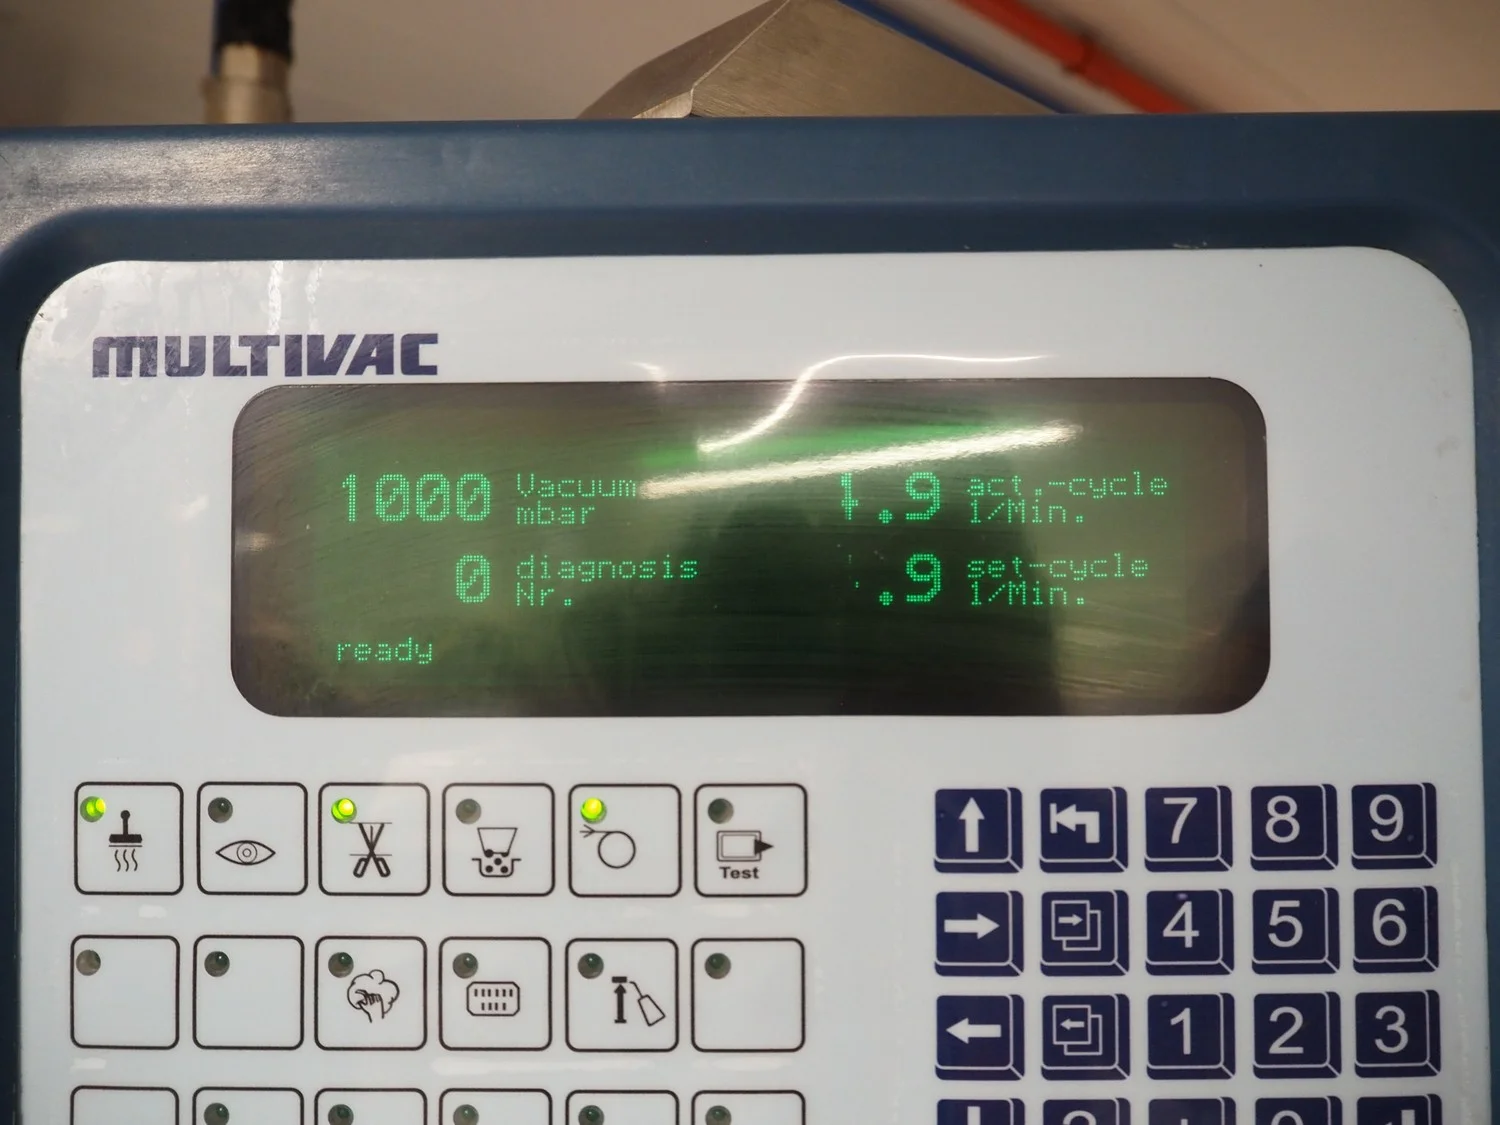 MULTIVAC
1000 Vacuum mbar 1.9 act.-cycle 1/Min.
0 diagnosis Nr. .9 set-cycle 1/Min.
ready
Test
7 8 9
4 5 6
1 2 3